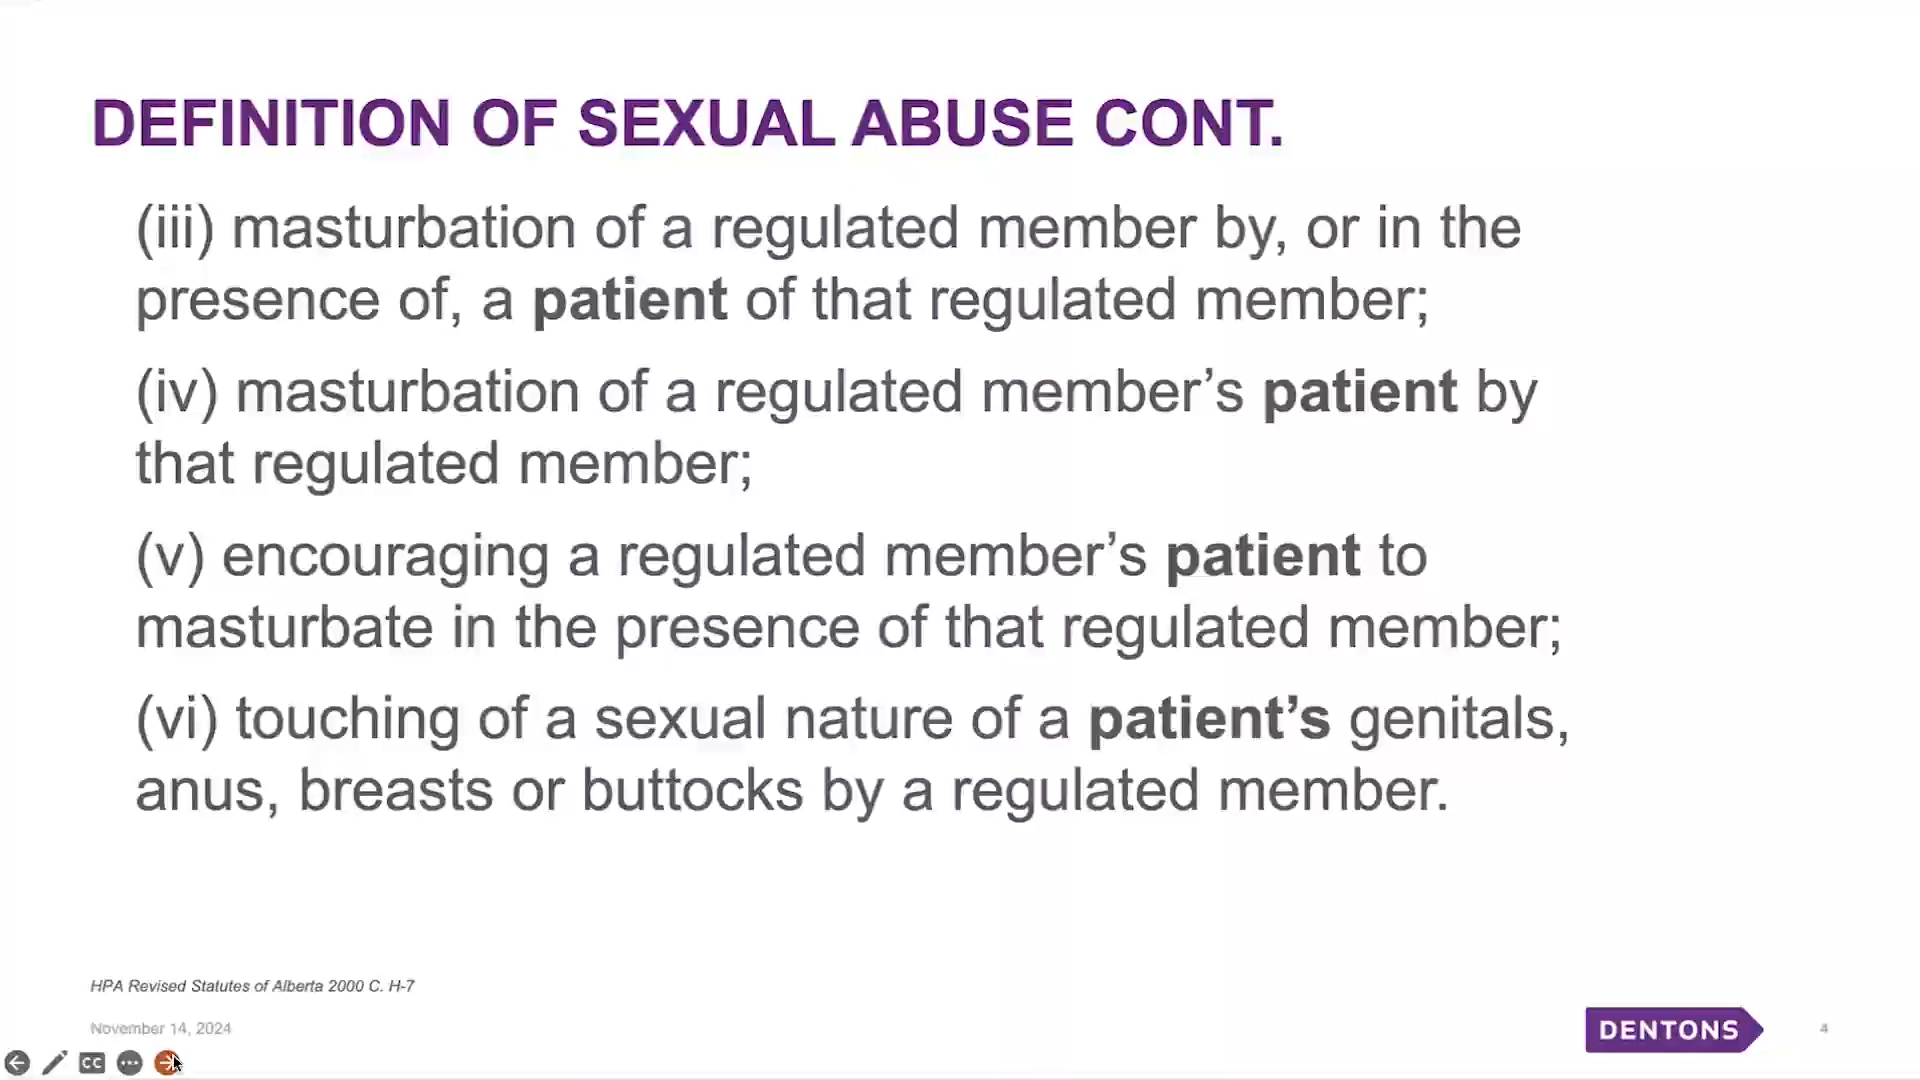 DEFINITION OF SEXUAL ABUSE CONT.
(iii) masturbation of a regulated member by, or in the
presence of, a patient of that regulated member;
(iv) masturbation of a regulated member’s patient by
that regulated member;
(v) encouraging a regulated member’s patient to
masturbate in the presence of that regulated member;
(vi) touching of a sexual nature of a patient’s genitals,
anus, breasts or buttocks by a regulated member.
HPA Revised Statutes of Alberta 2000 C. H-7
November 14, 2024
DENTONS
4
CC